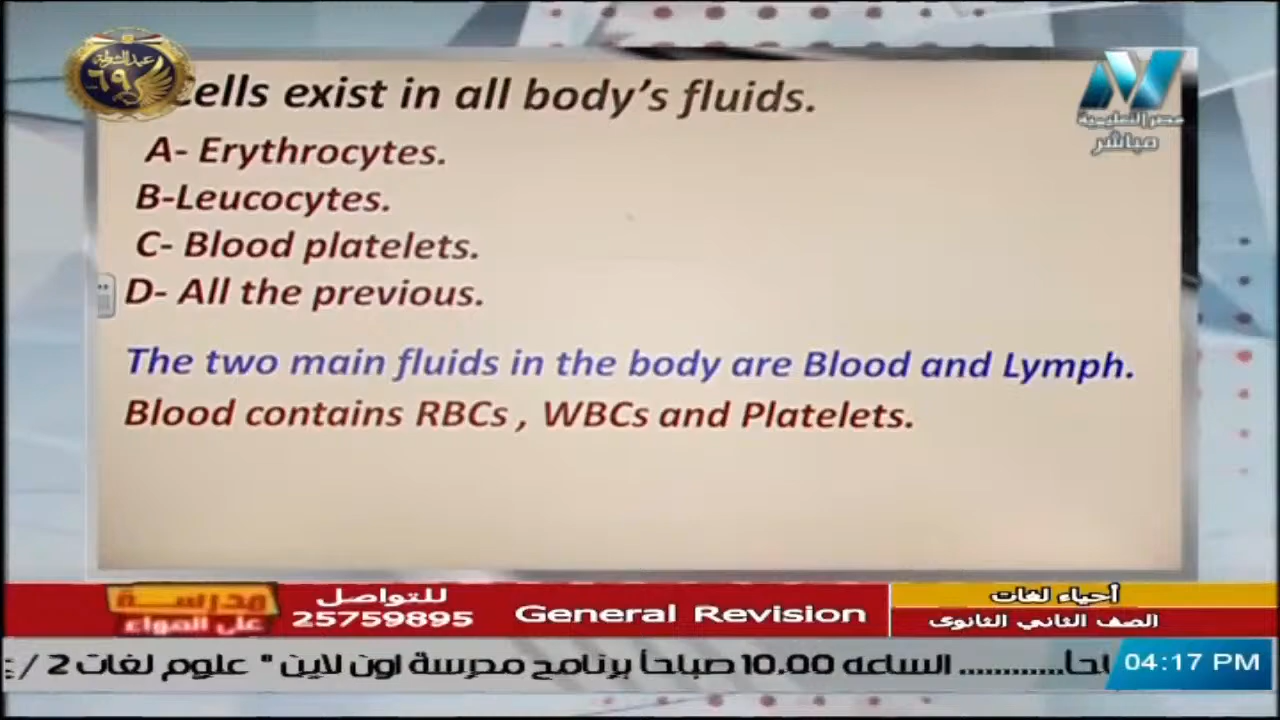 عيد الشرطة
٦٩
cells exist in all body's fluids.
A- Erythrocytes.
B-Leucocytes.
C- Blood platelets.
D- All the previous.
The two main fluids in the body are Blood and Lymph.
Blood contains RBCs , WBCs and Platelets.
مصر التعليمية
مباشر
مدرسة
على الهواء
للتواصل
25759895
General Revision
أحياء لغات
الصف الثاني الثانوى
الساعه 10.00 صباحاً برنامج مدرسة اون لاين " علوم لغات 2 /
04:17 PM